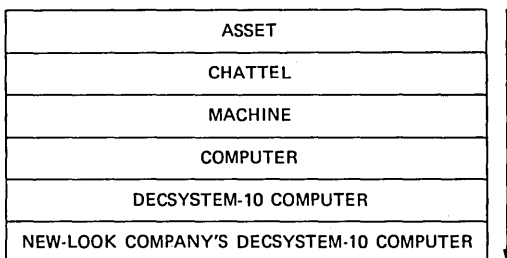 ASSET
CHATTEL
MACHINE
COMPUTER
DECSYSTEM-10 COMPUTER
NEW-LOOK COMPANY'S DECSYSTEM-10 COMPUTER